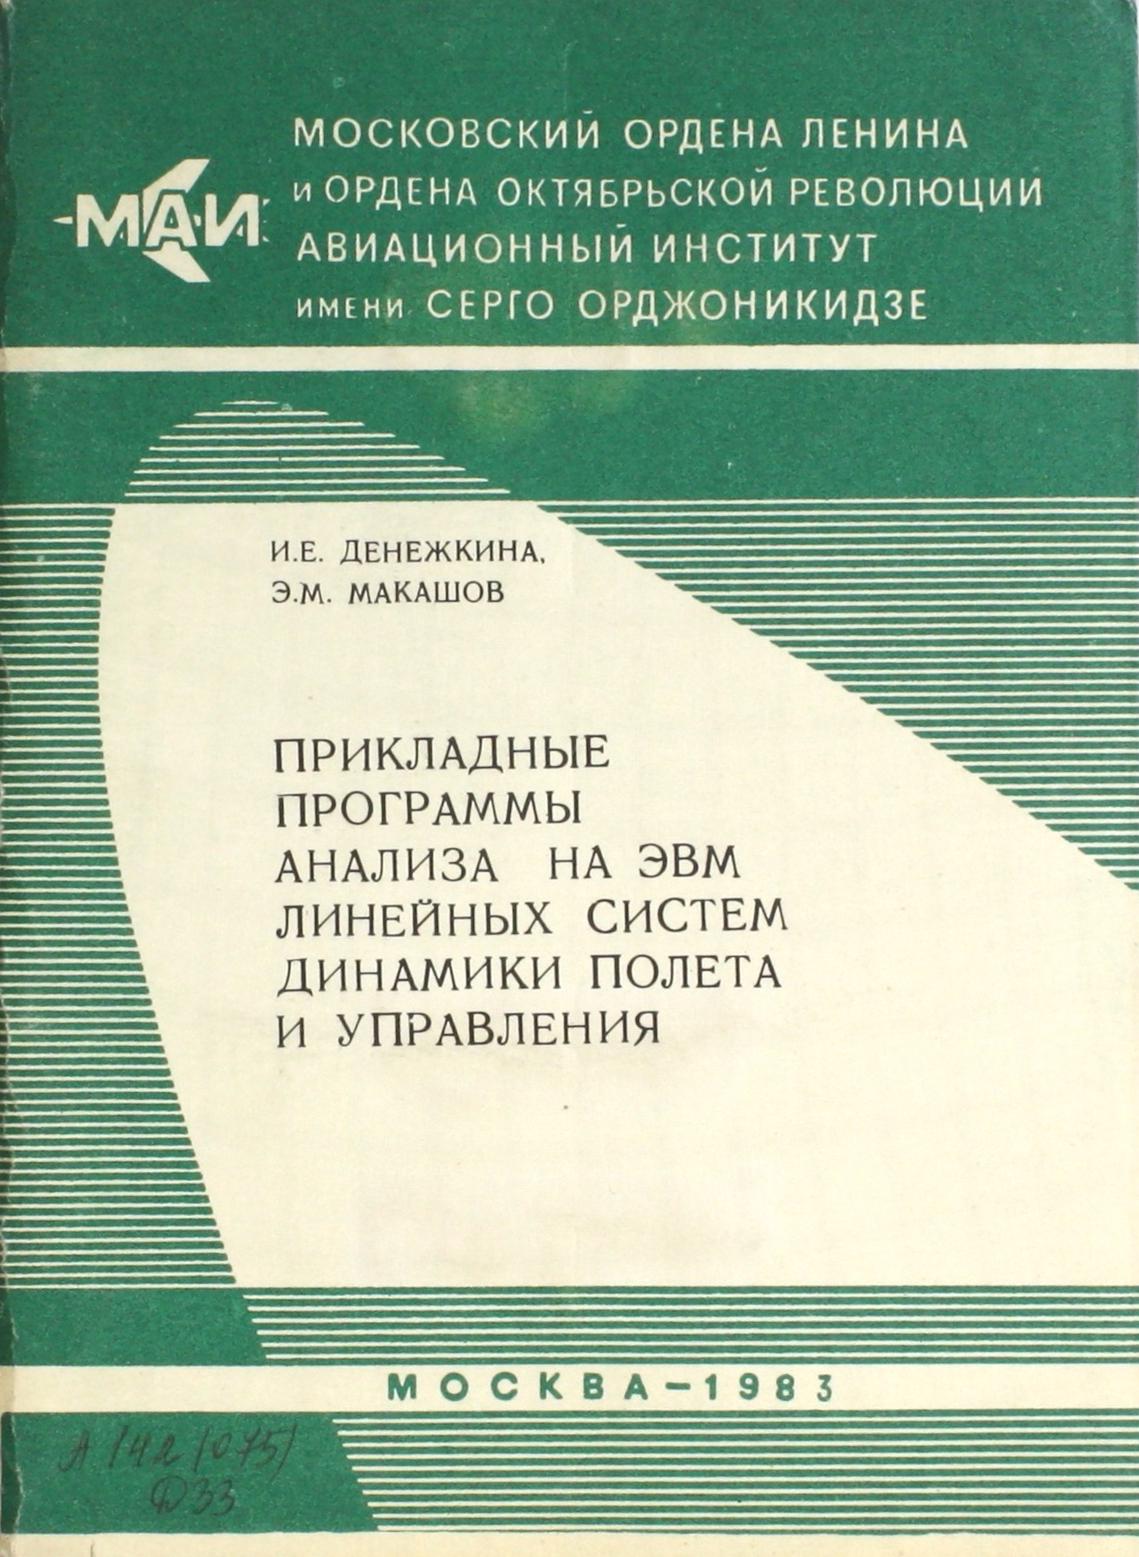 МАИ
МОСКОВСКИЙ ОРДЕНА ЛЕНИНА
и ОРДЕНА ОКТЯБРЬСКОЙ РЕВОЛЮЦИИ
АВИАЦИОННЫЙ ИНСТИТУТ
ИМЕНИ СЕРГО ОРДЖОНИКИДЗЕ
И.Е. ДЕНЕЖКИНА,
Э.М. МАКАШОВ
ПРИКЛАДНЫЕ
ПРОГРАММЫ
АНАЛИЗА НА ЭВМ
ЛИНЕЙНЫХ СИСТЕМ
ДИНАМИКИ ПОЛЕТА
И УПРАВЛЕНИЯ
МОСКВА–1983
Д33